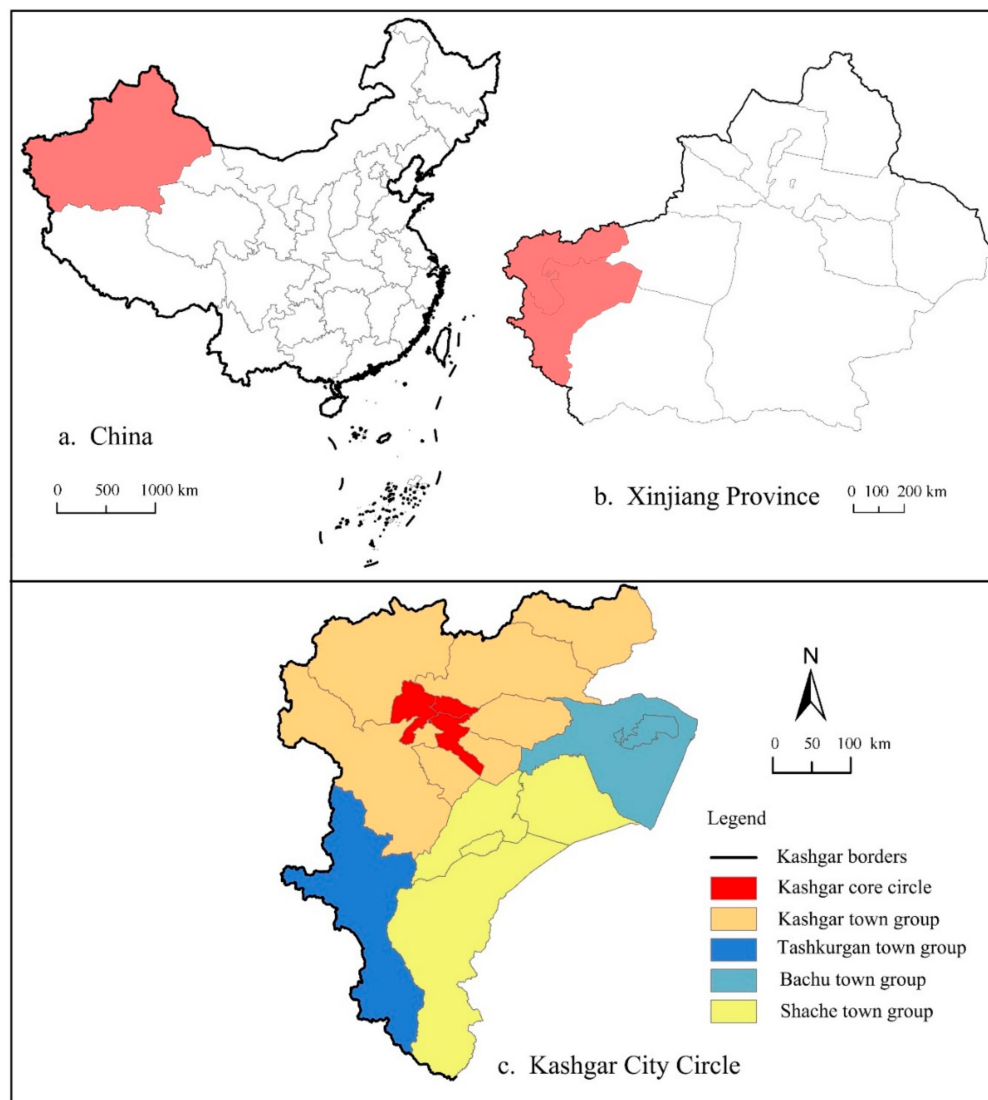 a. China
0 500 1000 km
b. Xinjiang Province
0 100 200 km
N
0 50 100 km
Legend
Kashgar borders
Kashgar core circle
Kashgar town group
Tashkurgan town group
Bachu town group
Shache town group
c. Kashgar City Circle